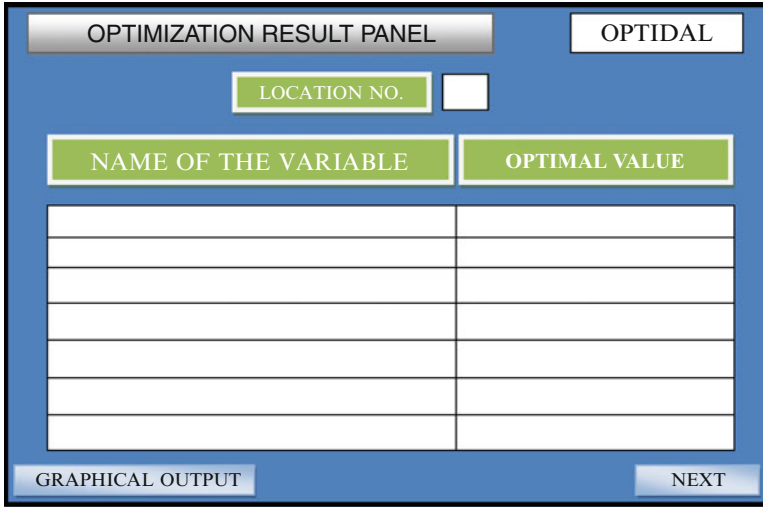 OPTIMIZATION RESULT PANEL
OPTIDAL
LOCATION NO.
NAME OF THE VARIABLE
OPTIMAL VALUE
GRAPHICAL OUTPUT
NEXT